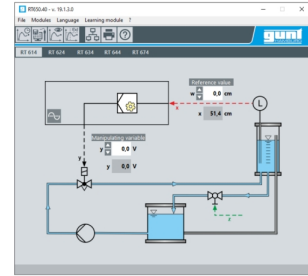 RT650.40 - v. 19.1.3.0
File Modules Language Learning module ?
gunt
RT 614 RT 624 RT 634 RT 644 RT 674
Reference value
w 0,0 cm
x
x 51,4 cm
L
Manipulating variable
y 0,0 V
y 0,0 V
y
z